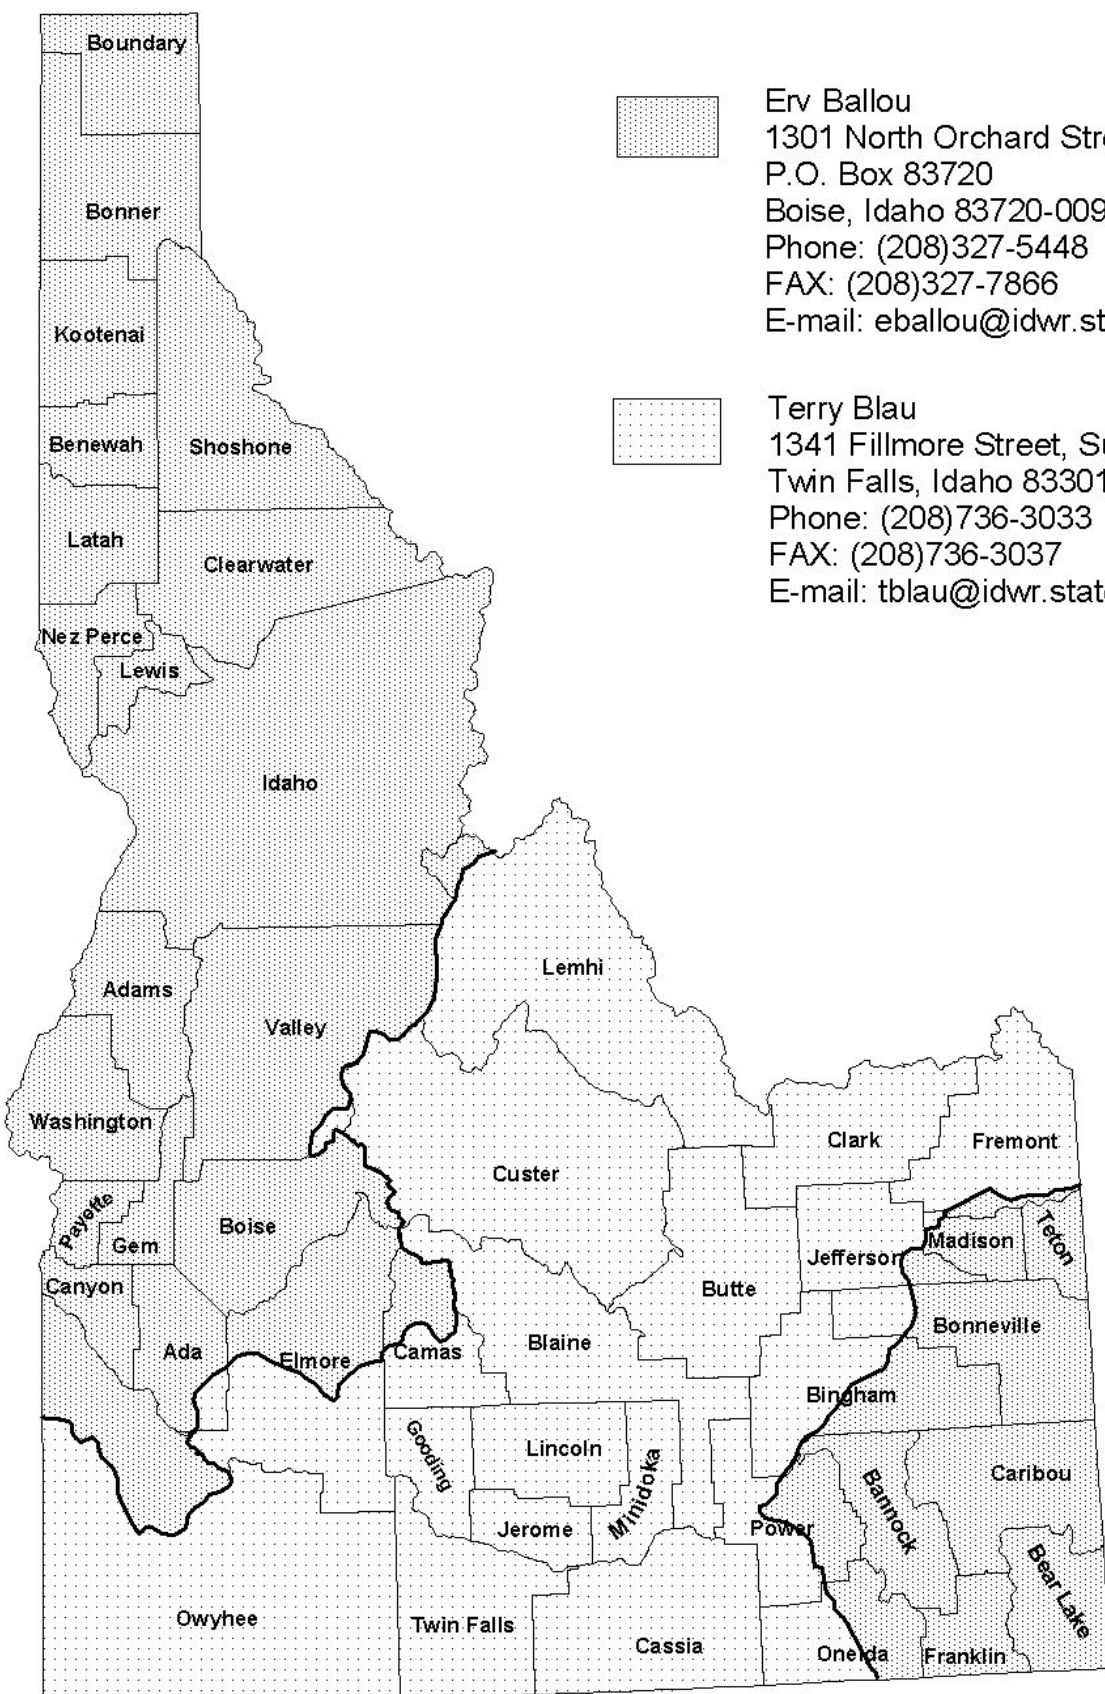 Erv Ballou
1301 North Orchard Stre
P.O. Box 83720
Boise, Idaho 83720-009
Phone: (208)327-5448
FAX: (208)327-7866
E-mail: eballou@idwr.st
Terry Blau
1341 Fillmore Street, Su
Twin Falls, Idaho 83301
Phone: (208)736-3033
FAX: (208)736-3037
E-mail: tblau@idwr.stat
Boundary
Bonner
Kootenai
Benewah
Shoshone
Latah
Clearwater
Nez Perce
Lewis
Idaho
Lemhi
Adams
Valley
Washington
Clark
Fremont
Custer
Payette
Boise
Gem
Teton
Madison
Jefferson
Canyon
Butte
Bonneville
Ada
Elmore
Camas
Blaine
Bingham
Gooding
Lincoln
Minidoka
Caribou
Bannock
Jerome
Power
Bear Lake
Owyhee
Twin Falls
Cassia
Oneida
Franklin